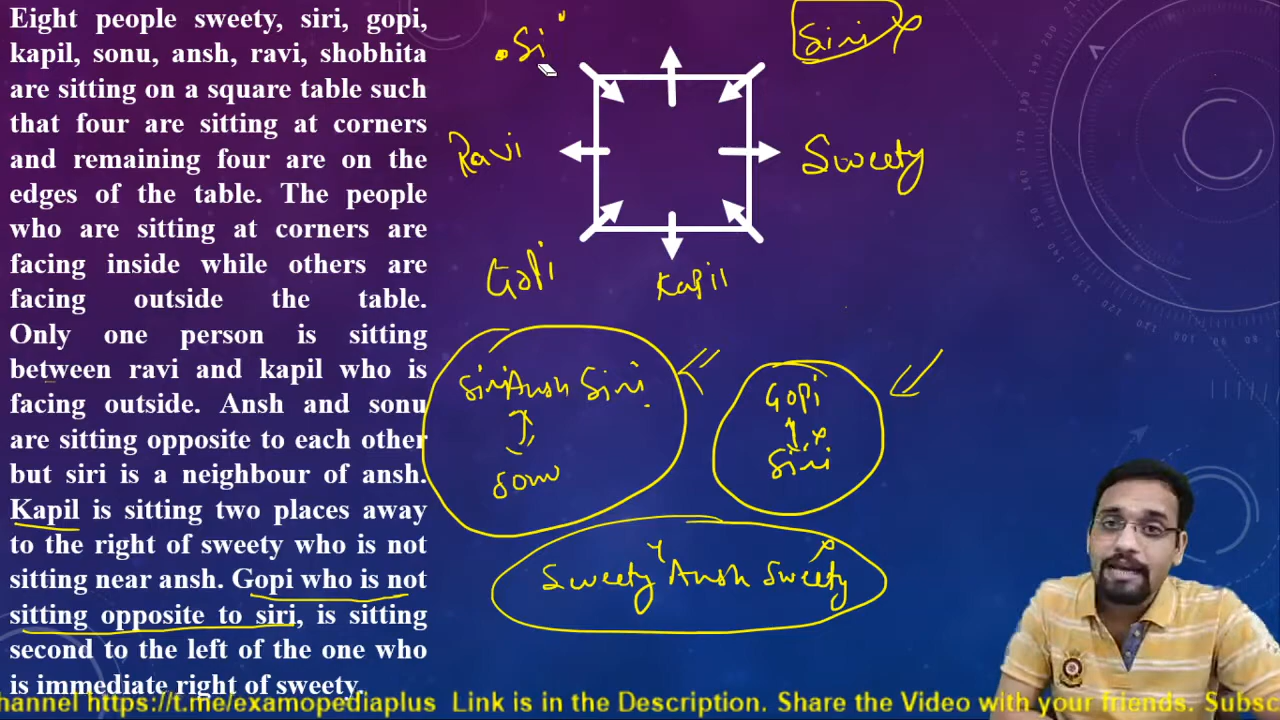 Eight people sweety, siri, gopi,
kapil, sonu, ansh, ravi, shobhita
are sitting on a square table such
that four are sitting at corners
and remaining four are on the
edges of the table. The people
who are sitting at corners are
facing inside while others are
facing outside the table.
Only one person is sitting
between ravi and kapil who is
facing outside. Ansh and sonu
are sitting opposite to each other
but siri is a neighbour of ansh.
Kapil is sitting two places away
to the right of sweety who is not
sitting near ansh. Gopi who is not
sitting opposite to siri, is sitting
second to the left of the one who
is immediate right of sweety.
Si
Siri
Ravi
Sweety
Gopi
Kapil
Siri Ansh Siri
Sonu
Gopi
Siri
Sweety Ansh Sweety
hannel https://t.me/examopediaplus Link is in the Description. Share the Video with your friends. Subsc